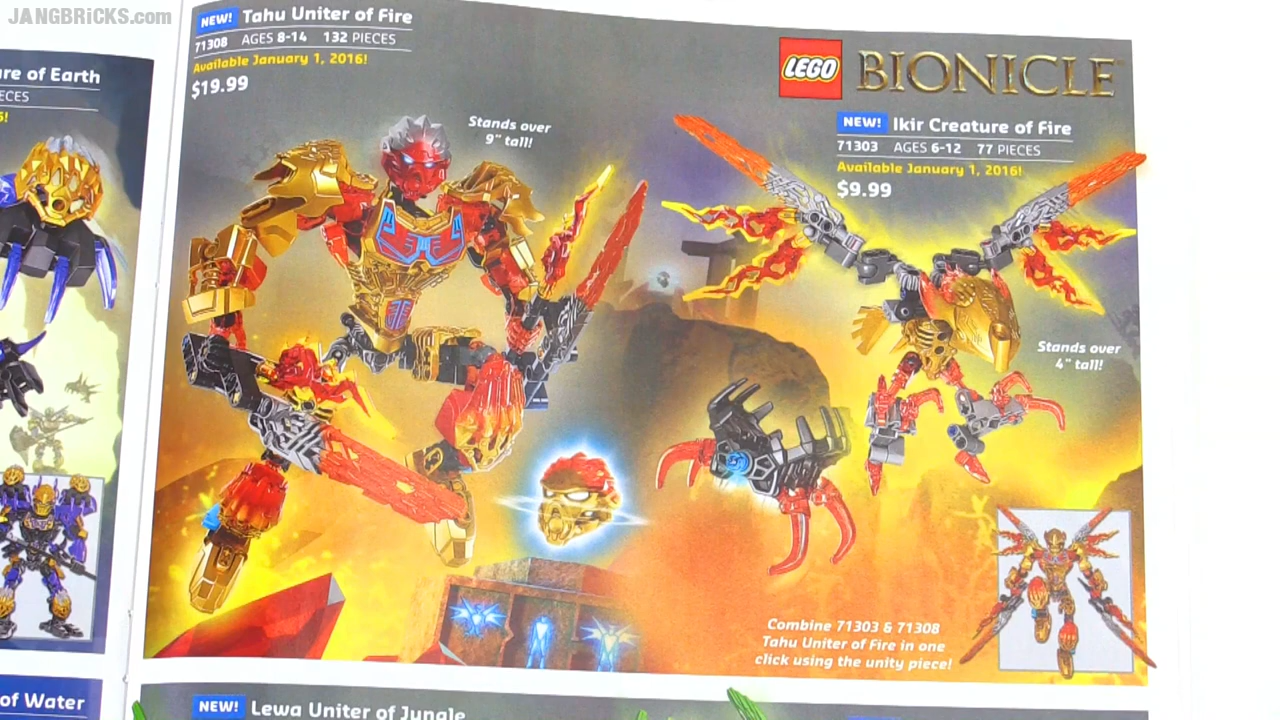 JANGBRiCKS.com
NEW! Tahu Uniter of Fire
71308 AGES 8-14 132 PIECES
Available January 1, 2016!
$19.99
Stands over
9" tall!
LEGO BIONICLE
NEW! Ikir Creature of Fire
71303 AGES 6-12 77 PIECES
Available January 1, 2016!
$9.99
Stands over
4" tall!
Combine 71303 & 71308
Tahu Uniter of Fire in one
click using the unity piece!
re of Earth
ECES
of Water
NEW! Lewa Uniter of Jungle